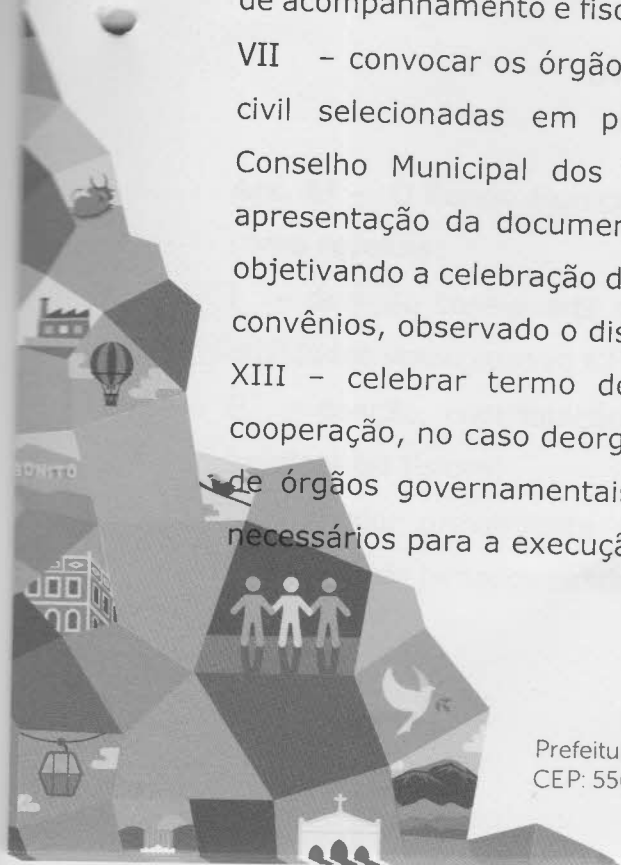 de acompanhamento e fisc
VII – convocar os órgão
civil selecionadas em p
Conselho Municipal dos
apresentação da documen
objetivando a celebração d
convênios, observado o dis
XIII – celebrar termo de
cooperação, no caso deorg
de órgãos governamentais
necessários para a execuçã
BONITO
Prefeitu
CEP: 550